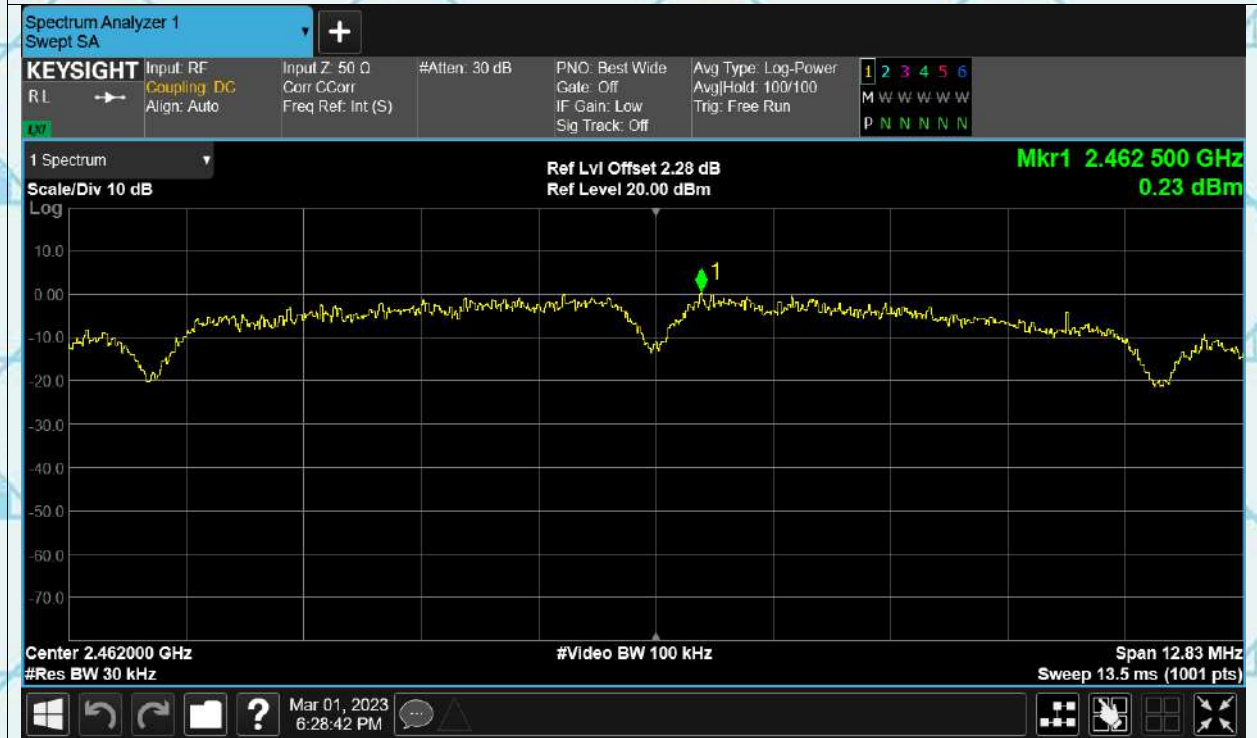 Spectrum Analyzer 1
Swept SA
+
KEYSIGHT
RL
LXI
Input: RF
Coupling: DC
Align: Auto
Input Z: 50 Ω
Corr CCorr
Freq Ref: Int (S)
#Atten: 30 dB
PNO: Best Wide
Gate: Off
IF Gain: Low
Sig Track: Off
Avg Type: Log-Power
Avg|Hold: 100/100
Trig: Free Run
1 2 3 4 5 6
M W W W W W
P N N N N N
1 Spectrum
Scale/Div 10 dB
Log
Ref Lvl Offset 2.28 dB
Ref Level 20.00 dBm
Mkr1 2.462 500 GHz
0.23 dBm
1
10.0
0.00
-10.0
-20.0
-30.0
-40.0
-50.0
-60.0
-70.0
Center 2.462000 GHz
#Res BW 30 kHz
#Video BW 100 kHz
Span 12.83 MHz
Sweep 13.5 ms (1001 pts)
?
Mar 01, 2023
6:28:42 PM